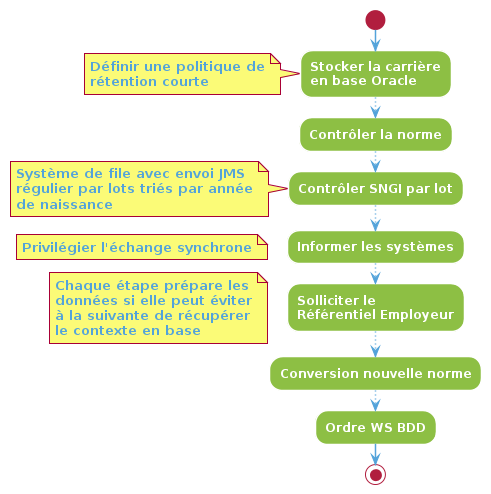 Définir une politique de
rétention courte
Stocker la carrière
en base Oracle
Contrôler la norme
Système de file avec envoi JMS
régulier par lots triés par année
de naissance
Contrôler SNGI par lot
Privilégier l'échange synchrone
Informer les systèmes
Chaque étape prépare les
données si elle peut éviter
à la suivante de récupérer
le contexte en base
Solliciter le
Référentiel Employeur
Conversion nouvelle norme
Ordre WS BDD